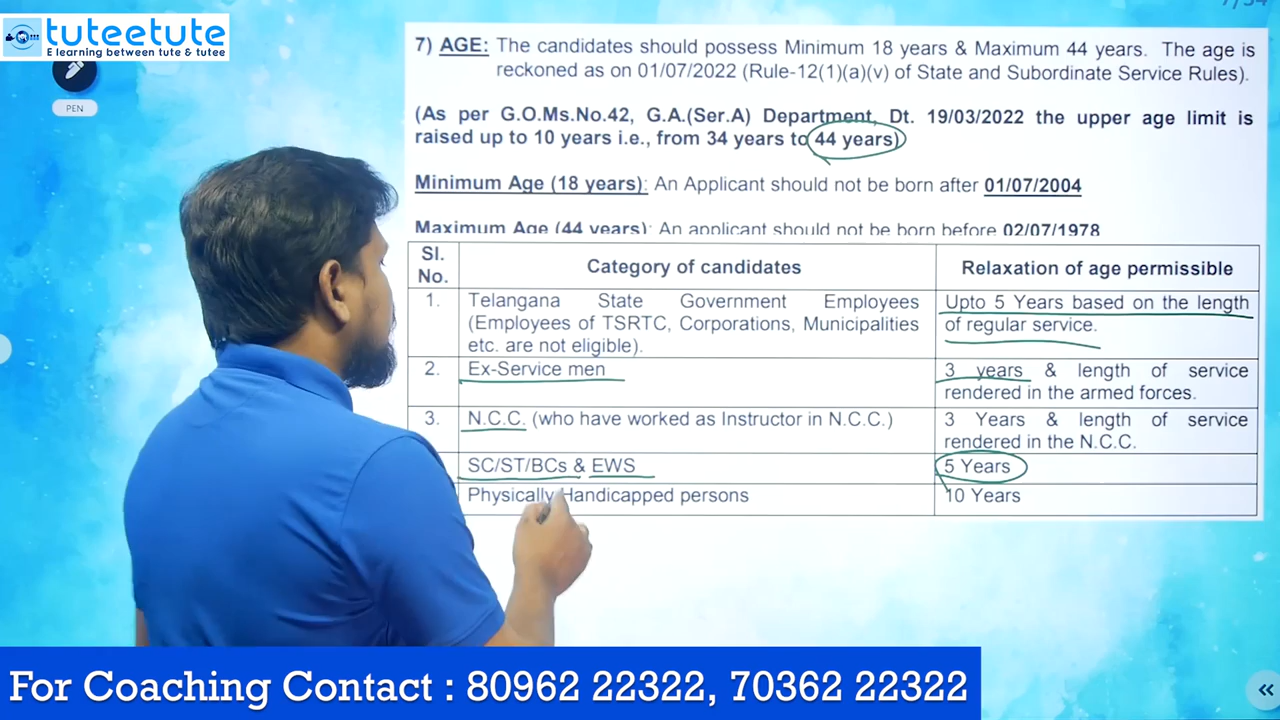 7/54
tuteetute
E learning between tute & tutee
PEN
7) AGE: The candidates should possess Minimum 18 years & Maximum 44 years. The age is
reckoned as on 01/07/2022 (Rule-12(1)(a)(v) of State and Subordinate Service Rules).
(As per G.O.Ms.No.42, G.A.(Ser.A) Department, Dt. 19/03/2022 the upper age limit is
raised up to 10 years i.e., from 34 years to 44 years)
Minimum Age (18 years): An Applicant should not be born after 01/07/2004
Maximum Age (44 years): An applicant should not be born before 02/07/1978
Sl. No. Category of candidates Relaxation of age permissible
1. Telangana State Government Employees Upto 5 Years based on the length
(Employees of TSRTC, Corporations, Municipalities of regular service.
etc. are not eligible).
2. Ex-Service men 3 years & length of service
rendered in the armed forces.
3. N.C.C. (who have worked as Instructor in N.C.C.) 3 Years & length of service
rendered in the N.C.C.
SC/ST/BCs & EWS 5 Years
Physically Handicapped persons 10 Years
For Coaching Contact : 80962 22322, 70362 22322